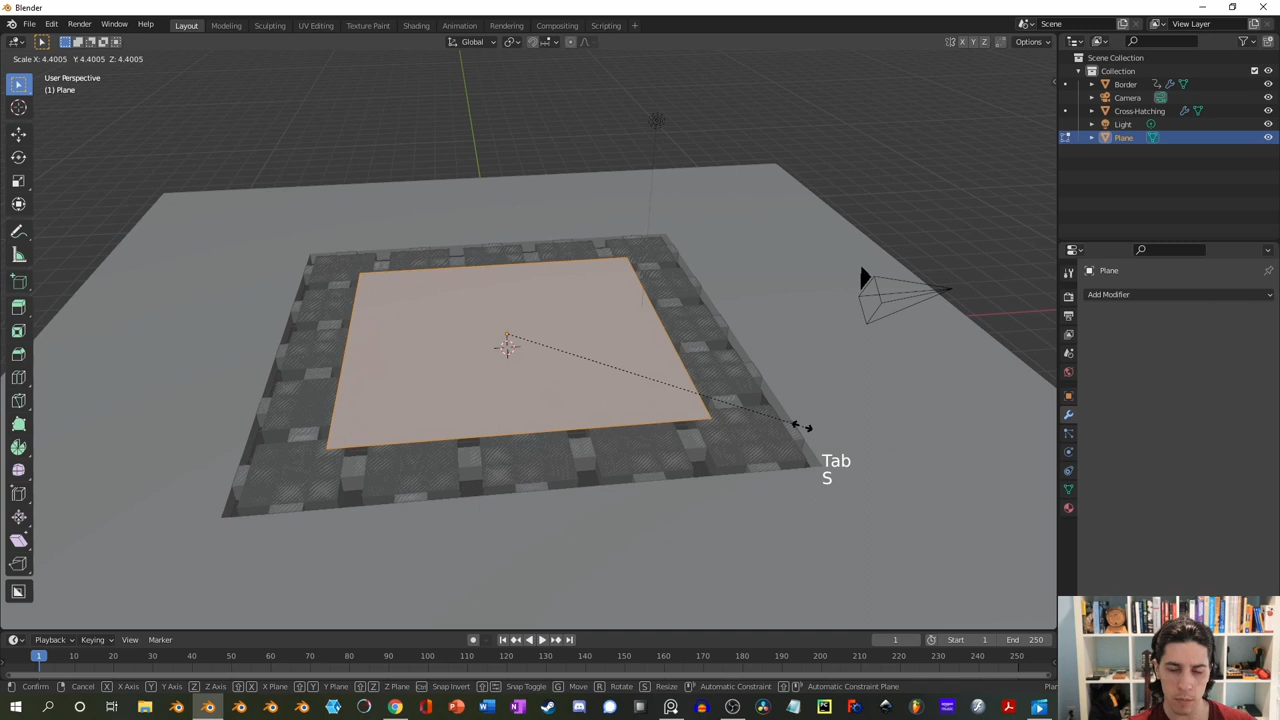 Blender
File Edit Render Window Help
Layout Modeling Sculpting UV Editing Texture Paint Shading Animation Rendering Compositing Scripting +
Scene
View Layer
Global
X Y Z
Options
Scale X: 4.4005 Y: 4.4005 Z: 4.4005
User Perspective
(1) Plane
Tab
S
Scene Collection
Collection
Border
Camera
Cross-Hatching
Light
Plane
Plane
Add Modifier
Playback Keying View Marker
1
Start 1
End 250
1 10 20 30 40 50 60 70 80 90 100 110 120 130 140 150 160 170 180 190 200 210 220 230 240 250
Confirm Cancel X X Axis Y Y Axis Z Z Axis X X Plane Y Y Plane Z Z Plane Ctrl Snap Invert Snap Toggle G Move R Rotate S Resize Automatic Constraint Automatic Constraint Plane Plan